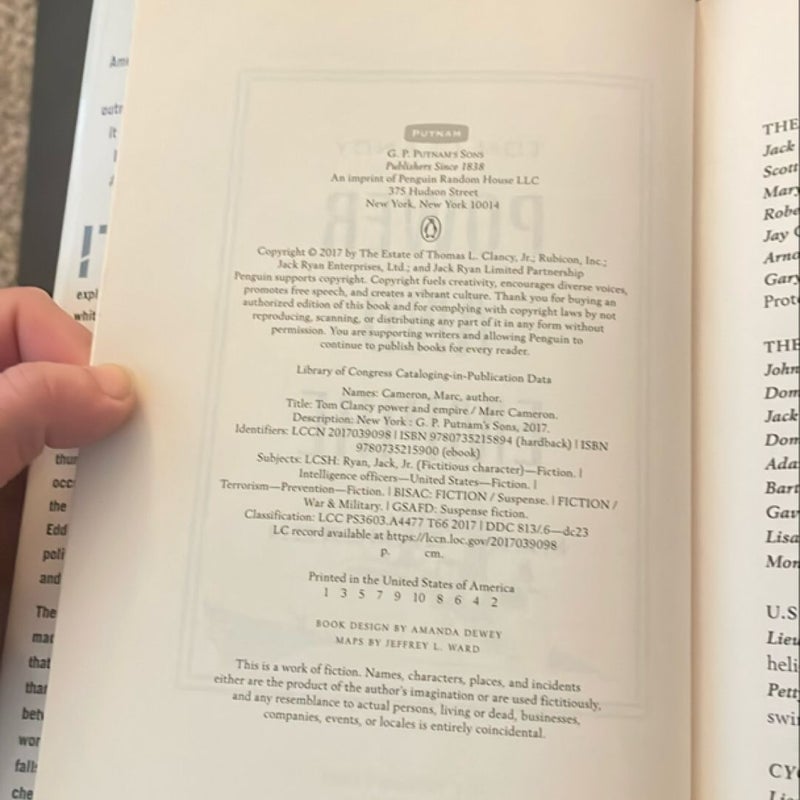 PUTNAM
G. P. PUTNAM'S SONS
Publishers Since 1838
An imprint of Penguin Random House LLC
375 Hudson Street
New York, New York 10014
Copyright © 2017 by The Estate of Thomas L. Clancy, Jr.; Rubicon, Inc.;
Jack Ryan Enterprises, Ltd.; and Jack Ryan Limited Partnership
Penguin supports copyright. Copyright fuels creativity, encourages diverse voices,
promotes free speech, and creates a vibrant culture. Thank you for buying an
authorized edition of this book and for complying with copyright laws by not
reproducing, scanning, or distributing any part of it in any form without
permission. You are supporting writers and allowing Penguin to
continue to publish books for every reader.
Library of Congress Cataloging-in-Publication Data
Names: Cameron, Marc, author.
Title: Tom Clancy power and empire / Marc Cameron.
Description: New York : G. P. Putnam's Sons, 2017.
Identifiers: LCCN 2017039098 | ISBN 9780735215894 (hardback) | ISBN
9780735215900 (ebook)
Subjects: LCSH: Ryan, Jack, Jr. (Fictitious character)—Fiction. |
Intelligence officers—United States—Fiction. |
Terrorism—Prevention—Fiction. | BISAC: FICTION / Suspense. | FICTION /
War & Military. | GSAFD: Suspense fiction.
Classification: LCC PS3603.A4477 T66 2017 | DDC 813/.6—dc23
LC record available at https://lccn.loc.gov/2017039098
p. cm.
Printed in the United States of America
1 3 5 7 9 10 8 6 4 2
BOOK DESIGN BY AMANDA DEWEY
MAPS BY JEFFREY L. WARD
This is a work of fiction. Names, characters, places, and incidents
either are the product of the author's imagination or are used fictitiously,
and any resemblance to actual persons, living or dead, businesses,
companies, events, or locales is entirely coincidental.
THE
Jack
Scott
Mary
Robe
Jay
Arno
Gary
Prot
THE
John
Dom
Jack
Dom
Ada
Bart
Gav
Lisa
Mon
U.S
Lieu
heli
Petty
swi
CY